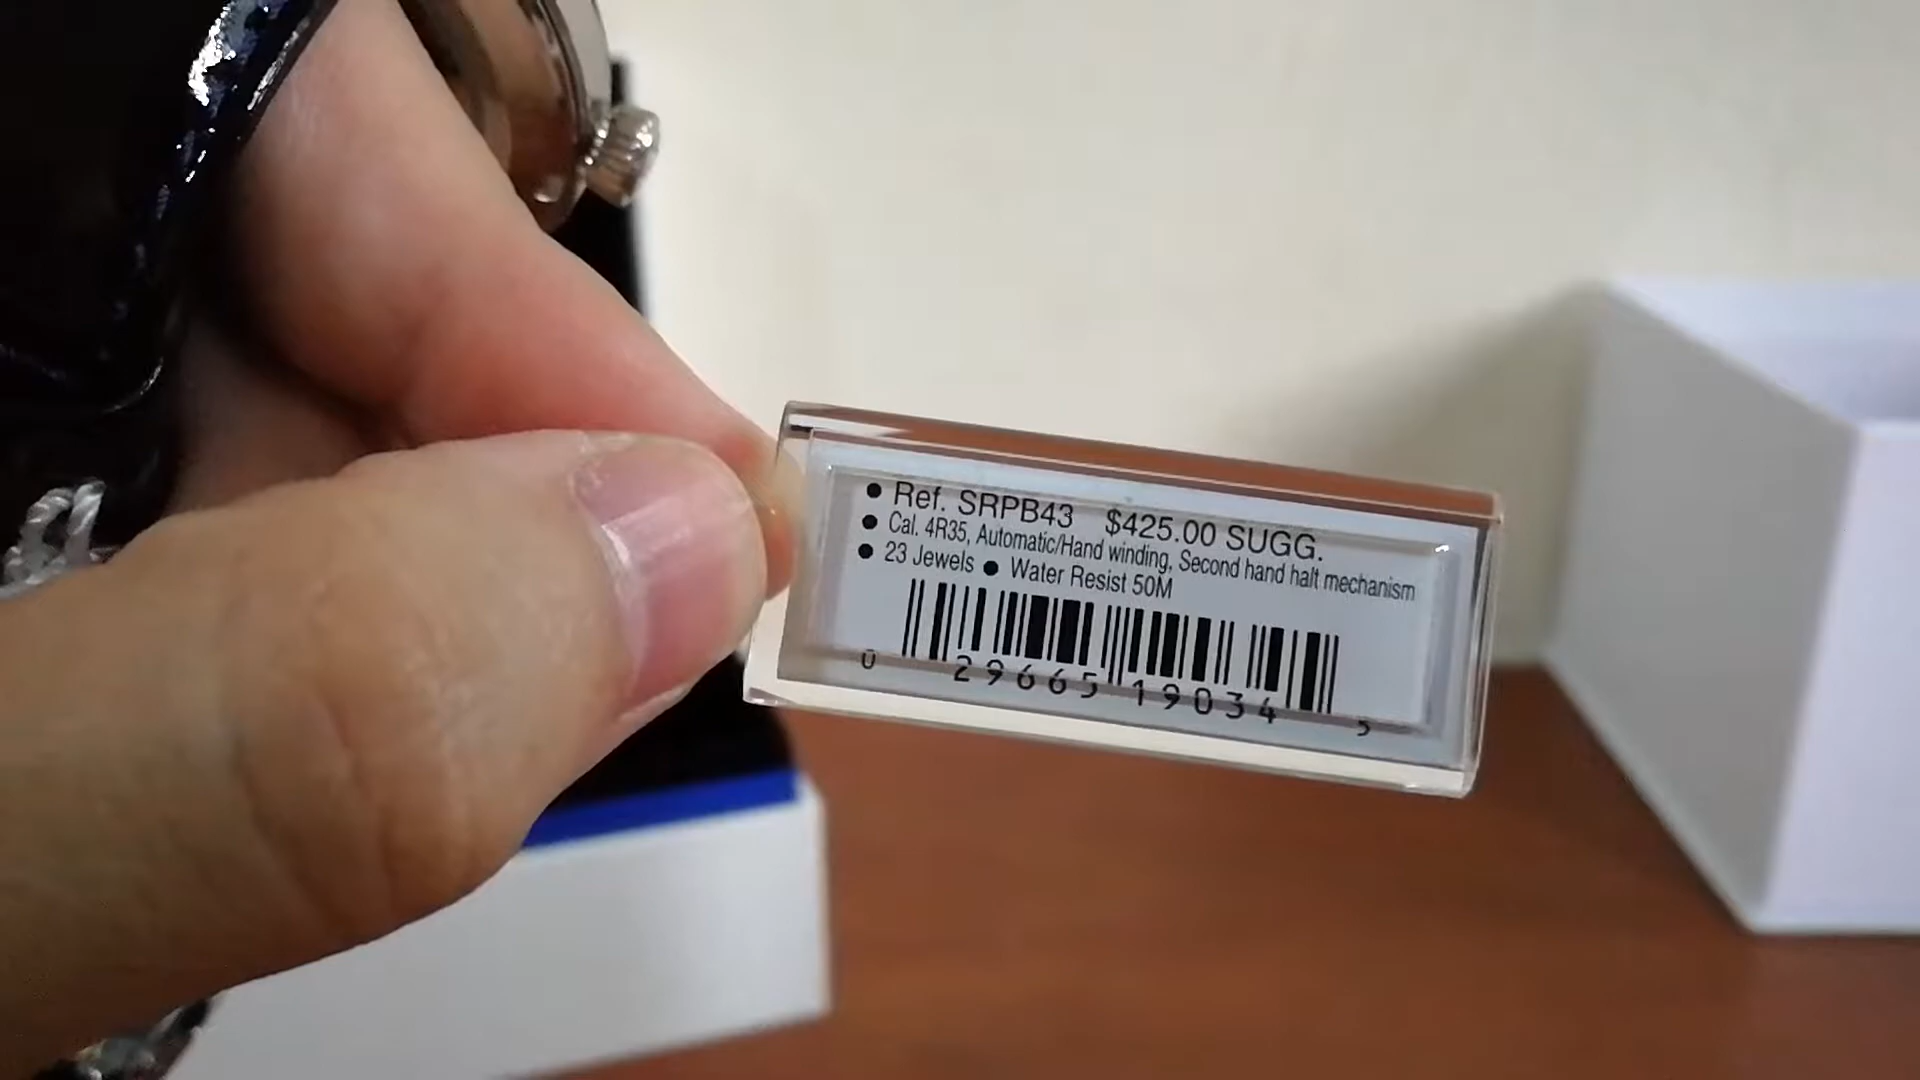 ● Ref. SRPB43 $425.00 SUGG.
● Cal. 4R35, Automatic/Hand winding, Second hand halt mechanism
● 23 Jewels ● Water Resist 50M
0 29665 19034 5